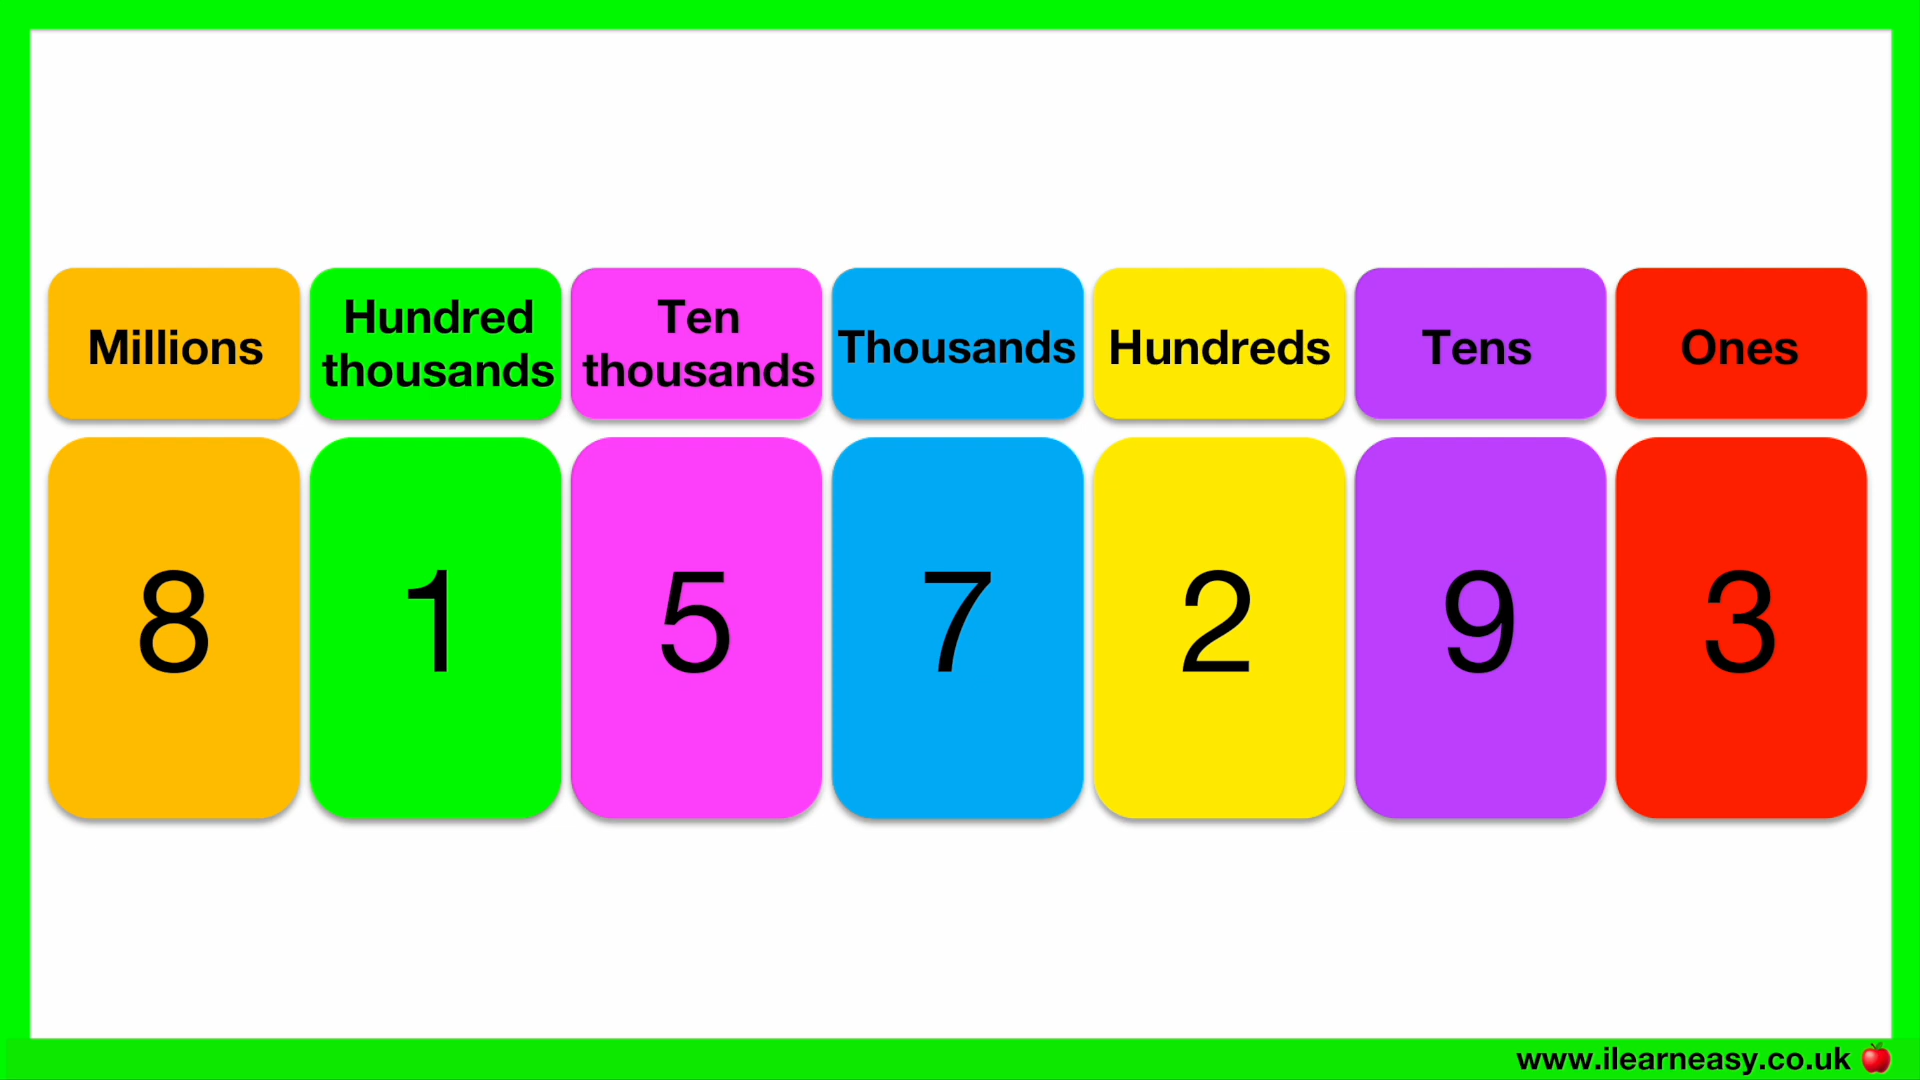 Millions Hundred thousands Ten thousands Thousands Hundreds Tens Ones
8 1 5 7 2 9 3
www.ilearneasy.co.uk